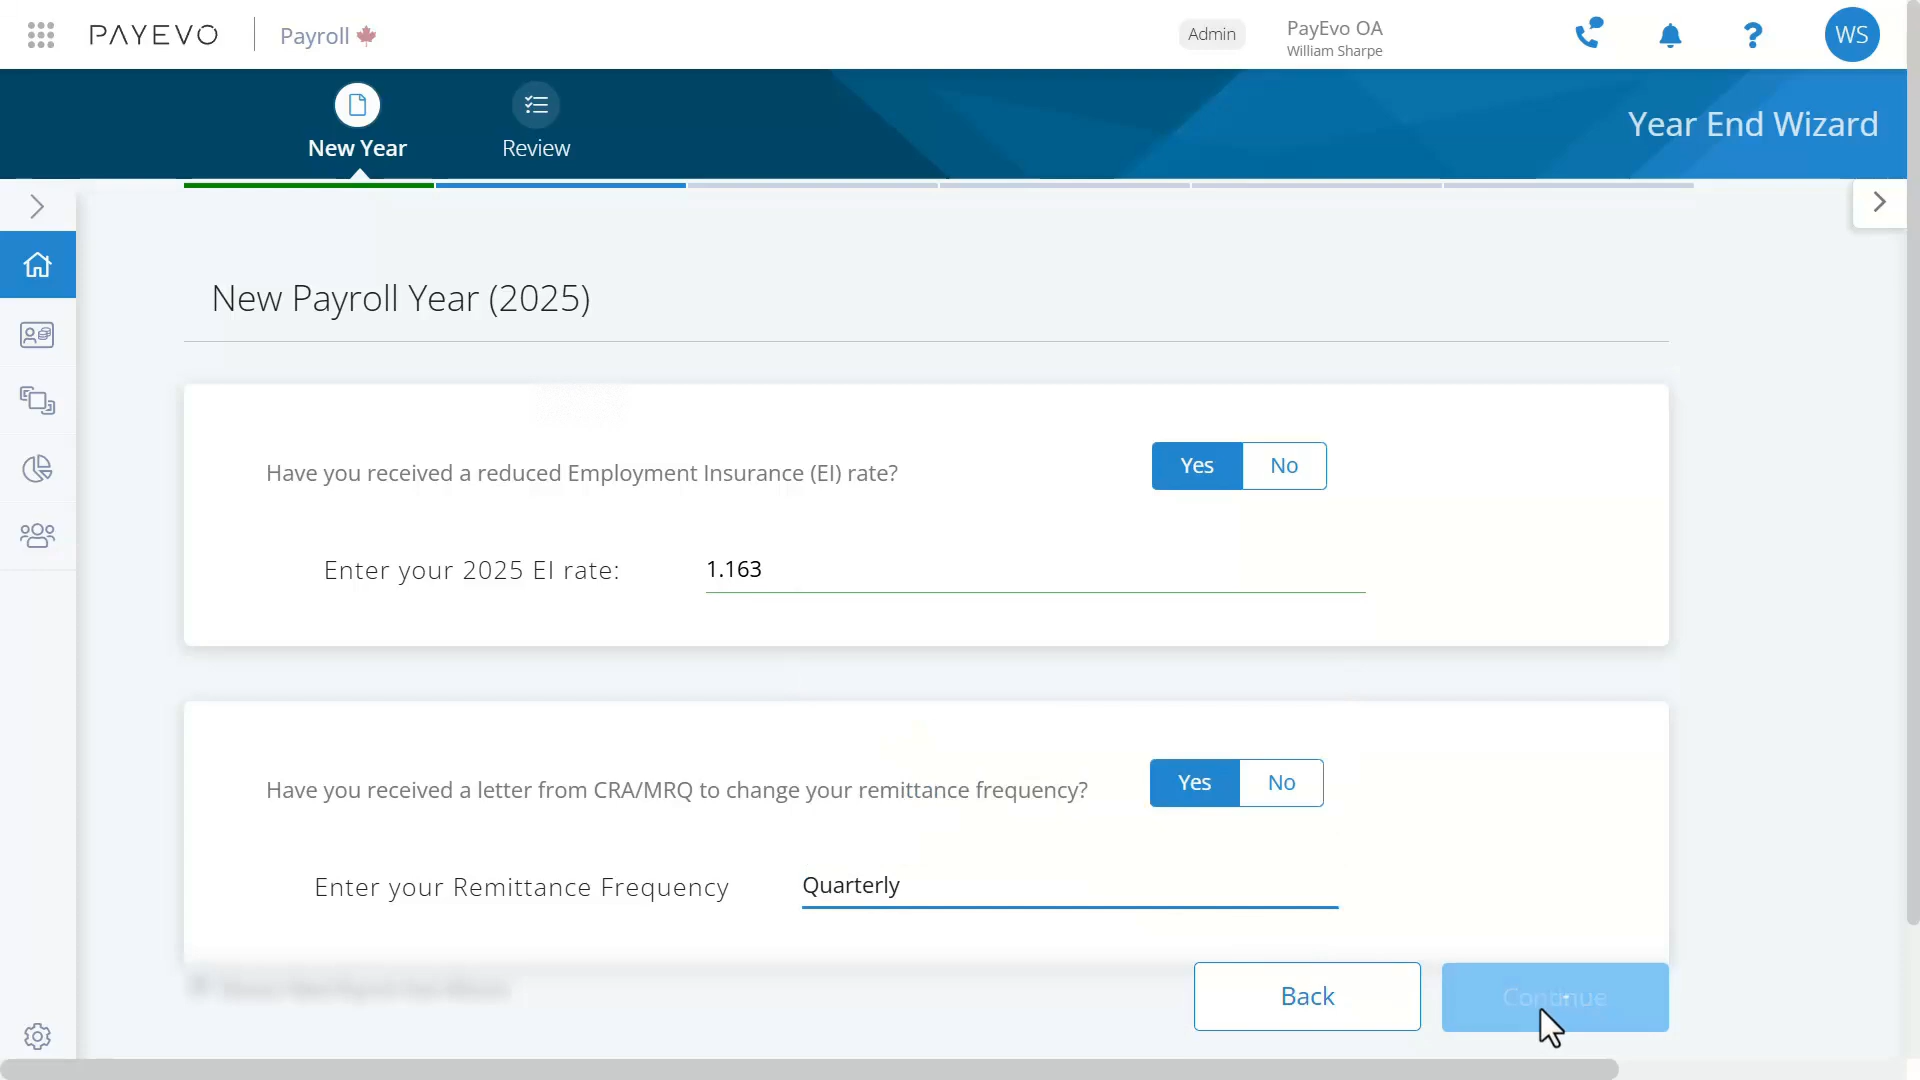 PAYEVO
Payroll
Admin
PayEvo OA
William Sharpe
WS
New Year
Review
Year End Wizard
New Payroll Year (2025)
Have you received a reduced Employment Insurance (EI) rate?
Yes
No
Enter your 2025 EI rate:
1.163
Have you received a letter from CRA/MRQ to change your remittance frequency?
Yes
No
Enter your Remittance Frequency
Quarterly
Back
Continue